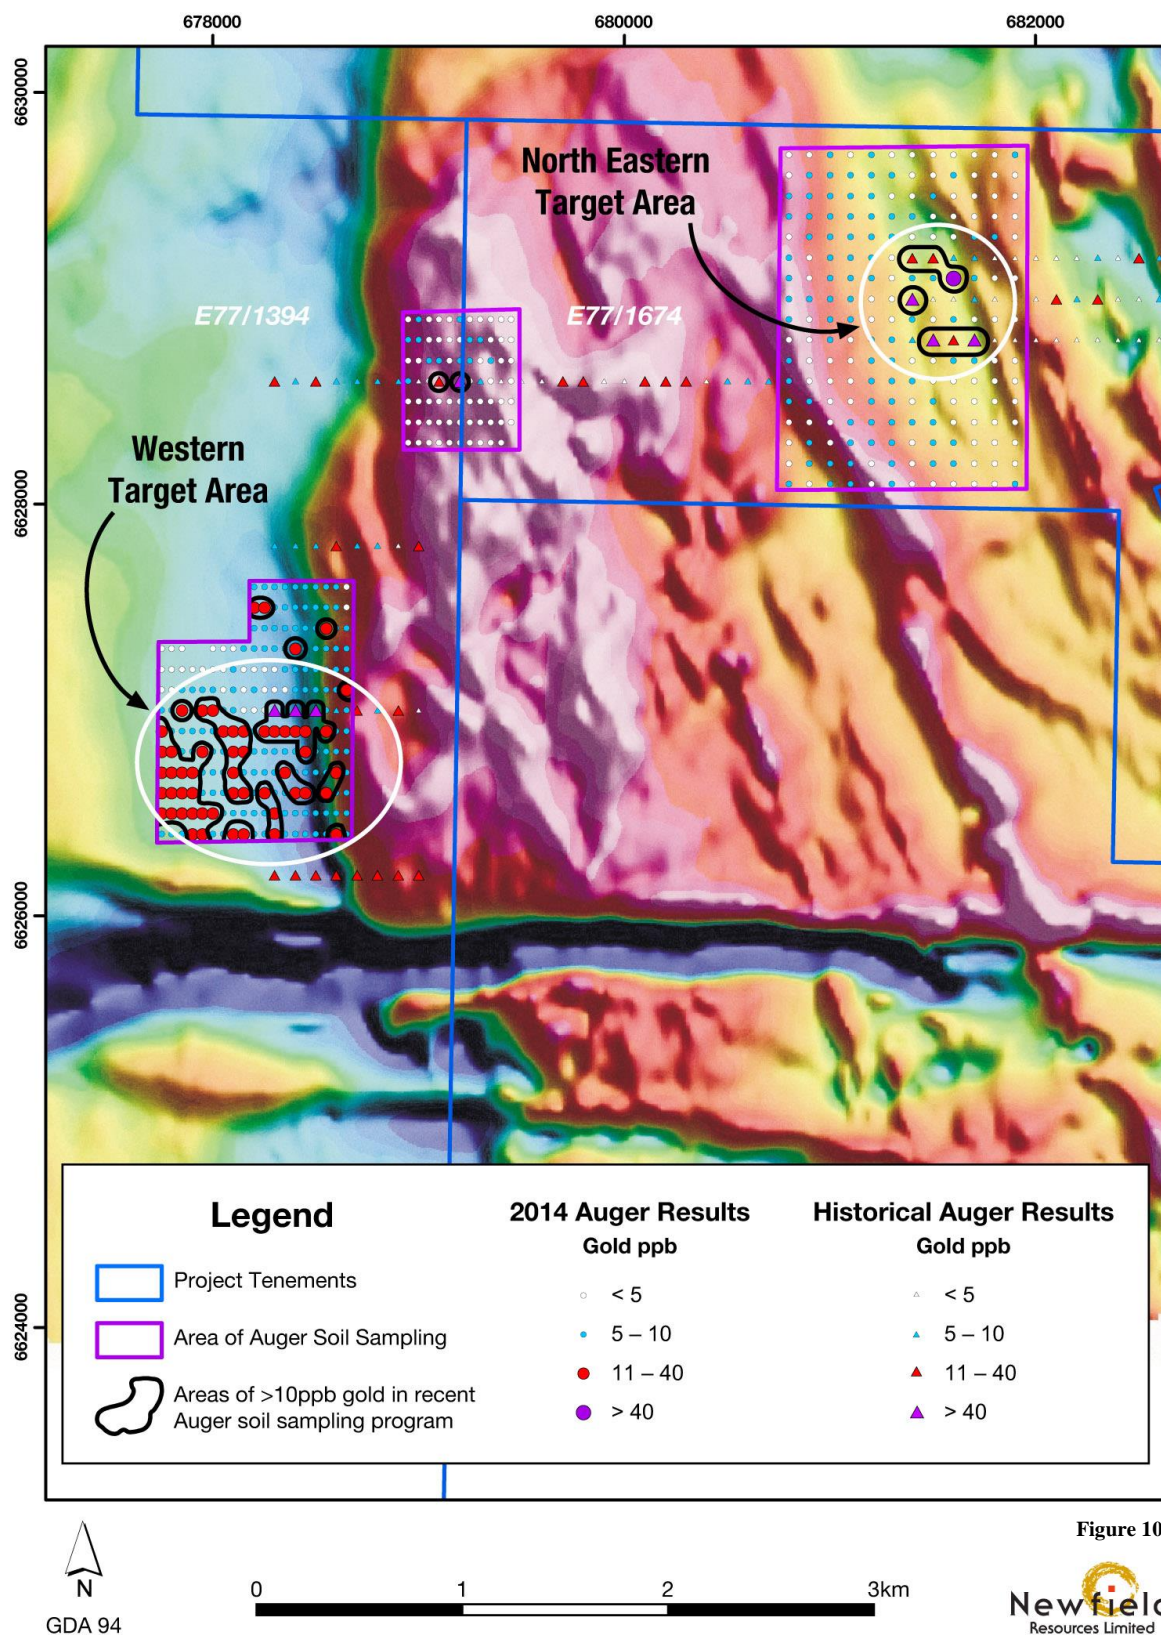 678000
680000
682000
6630000
6628000
6626000
6624000
North Eastern
Target Area
E77/1394
E77/1674
Western
Target Area
Legend
Project Tenements
Area of Auger Soil Sampling
Areas of >10ppb gold in recent
Auger soil sampling program
2014 Auger Results
Gold ppb
< 5
5 – 10
11 – 40
> 40
Historical Auger Results
Gold ppb
< 5
5 – 10
11 – 40
> 40
Figure 10
N
GDA 94
0
1
2
3km
Newfield
Resources Limited